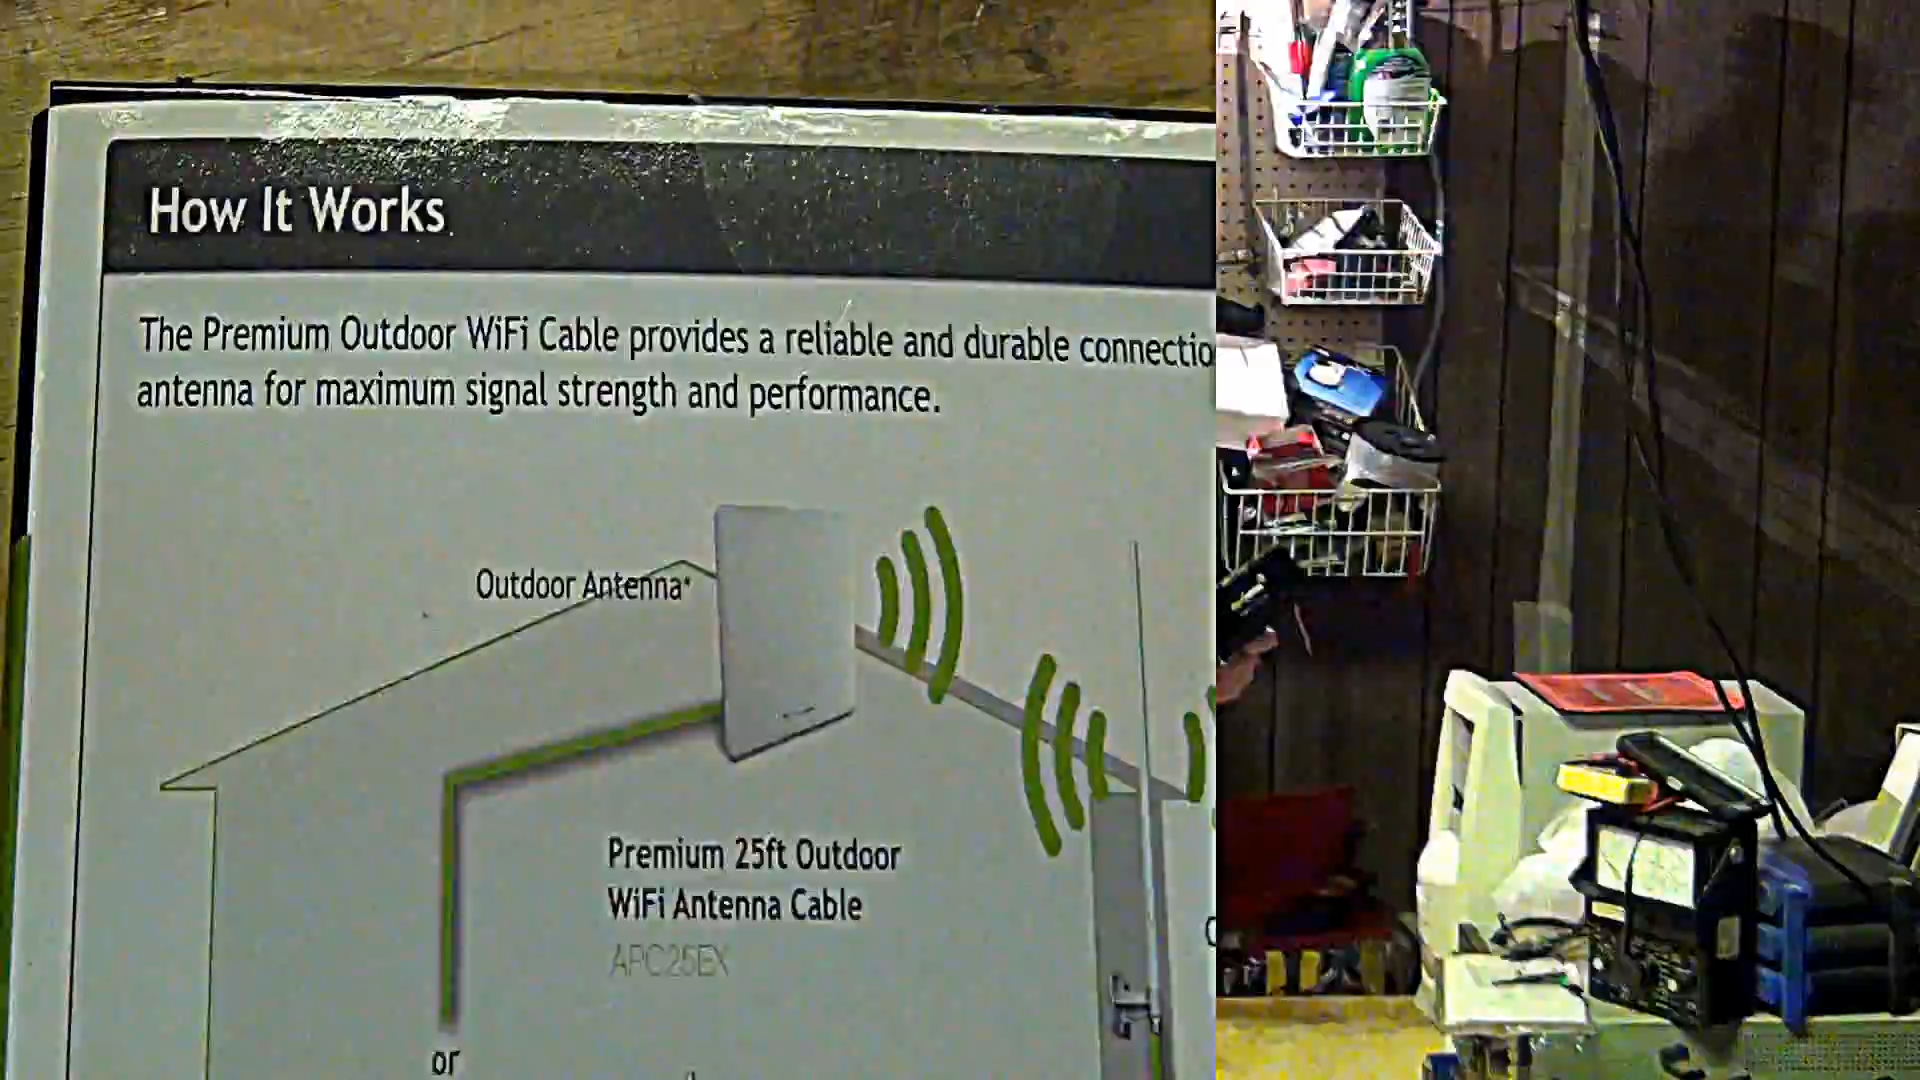 How It Works
The Premium Outdoor WiFi Cable provides a reliable and durable connectio
antenna for maximum signal strength and performance.
Outdoor Antenna*
Premium 25ft Outdoor
WiFi Antenna Cable
APC25EX
or